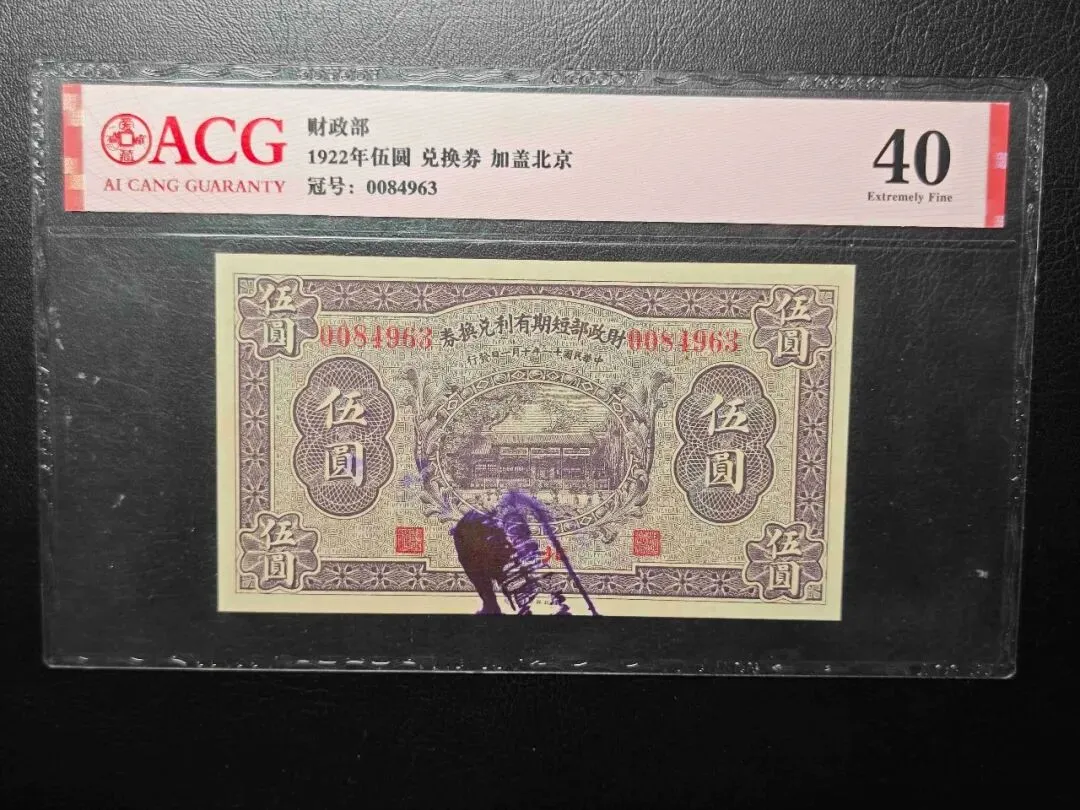 ACG
AI CANG GUARANTY
财政部
1922年伍圆 兑换券 加盖北京
冠号：0084963
40
Extremely Fine
伍圓
伍圓
0084963
券換兌利有期短部政財
0084963
行發日一月十年一十國民華中
伍圓
伍圓
伍圓
伍圓